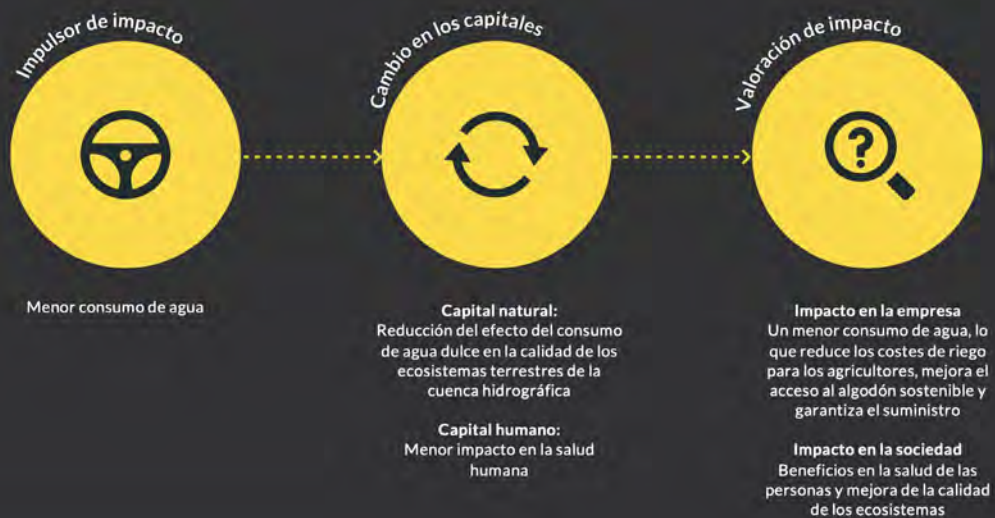 Impulsor de impacto
Menor consumo de agua
Cambio en los capitales
Capital natural:
Reducción del efecto del consumo
de agua dulce en la calidad de los
ecosistemas terrestres de la
cuenca hidrográfica
Capital humano:
Menor impacto en la salud
humana
Valoración de impacto
?
Impacto en la empresa
Un menor consumo de agua, lo
que reduce los costes de riego
para los agricultores, mejora el
acceso al algodón sostenible y
garantiza el suministro
Impacto en la sociedad
Beneficios en la salud de las
personas y mejora de la calidad
de los ecosistemas